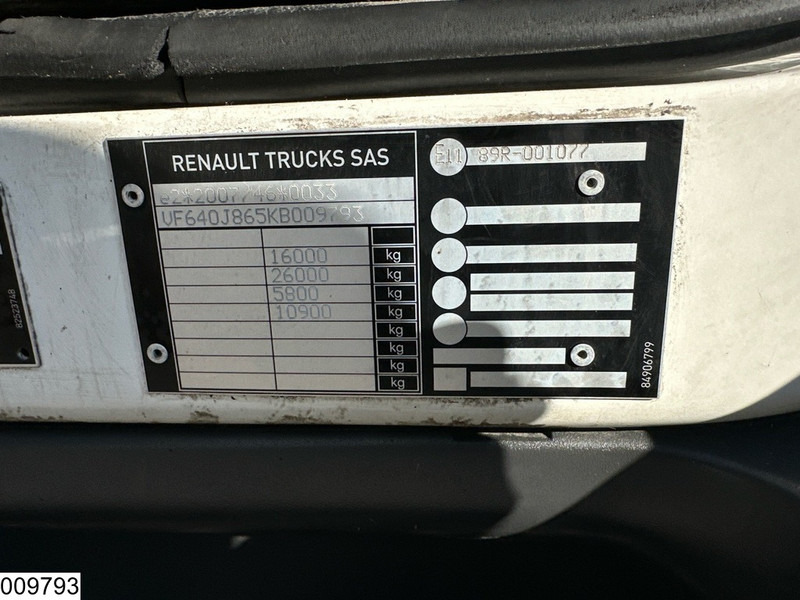 RENAULT TRUCKS SAS
e2*2007/46*0033
VF640J865KB009793
16000 kg
26000 kg
5800 kg
10900 kg
kg
kg
kg
kg
E11 89R-001077
84906799
82523748
009793